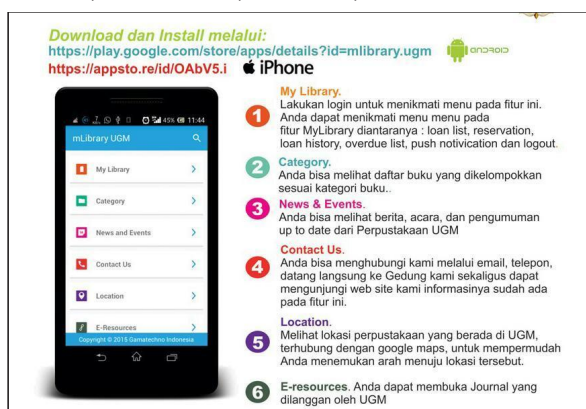 Download dan Install melalui:
https://play.google.com/store/apps/details?id=mlibrary.ugm
ANDROID
https://appsto.re/id/OAbV5.i
iPhone
45% 11:44
mLibrary UGM
My Library
Category
News and Events
Contact Us
Location
E-Resources
Copyright © 2015 Gamatechno Indonesia
1
My Library.
Lakukan login untuk menikmati menu pada fitur ini.
Anda dapat menikmati menu menu pada
fitur MyLibrary diantaranya : loan list, reservation,
loan history, overdue list, push notivication dan logout.
2
Category.
Anda bisa melihat daftar buku yang dikelompokkan
sesuai kategori buku..
3
News & Events.
Anda bisa melihat berita, acara, dan pengumuman
up to date dari Perpustakaan UGM
4
Contact Us.
Anda bisa menghubungi kami melalui email, telepon,
datang langsung ke Gedung kami sekaligus dapat
mengunjungi web site kami informasinya sudah ada
pada fitur ini.
5
Location.
Melihat lokasi perpustakaan yang berada di UGM,
terhubung dengan google maps, untuk mempermudah
Anda menemukan arah menuju lokasi tersebut.
6
E-resources. Anda dapat membuka Journal yang
dilanggan oleh UGM